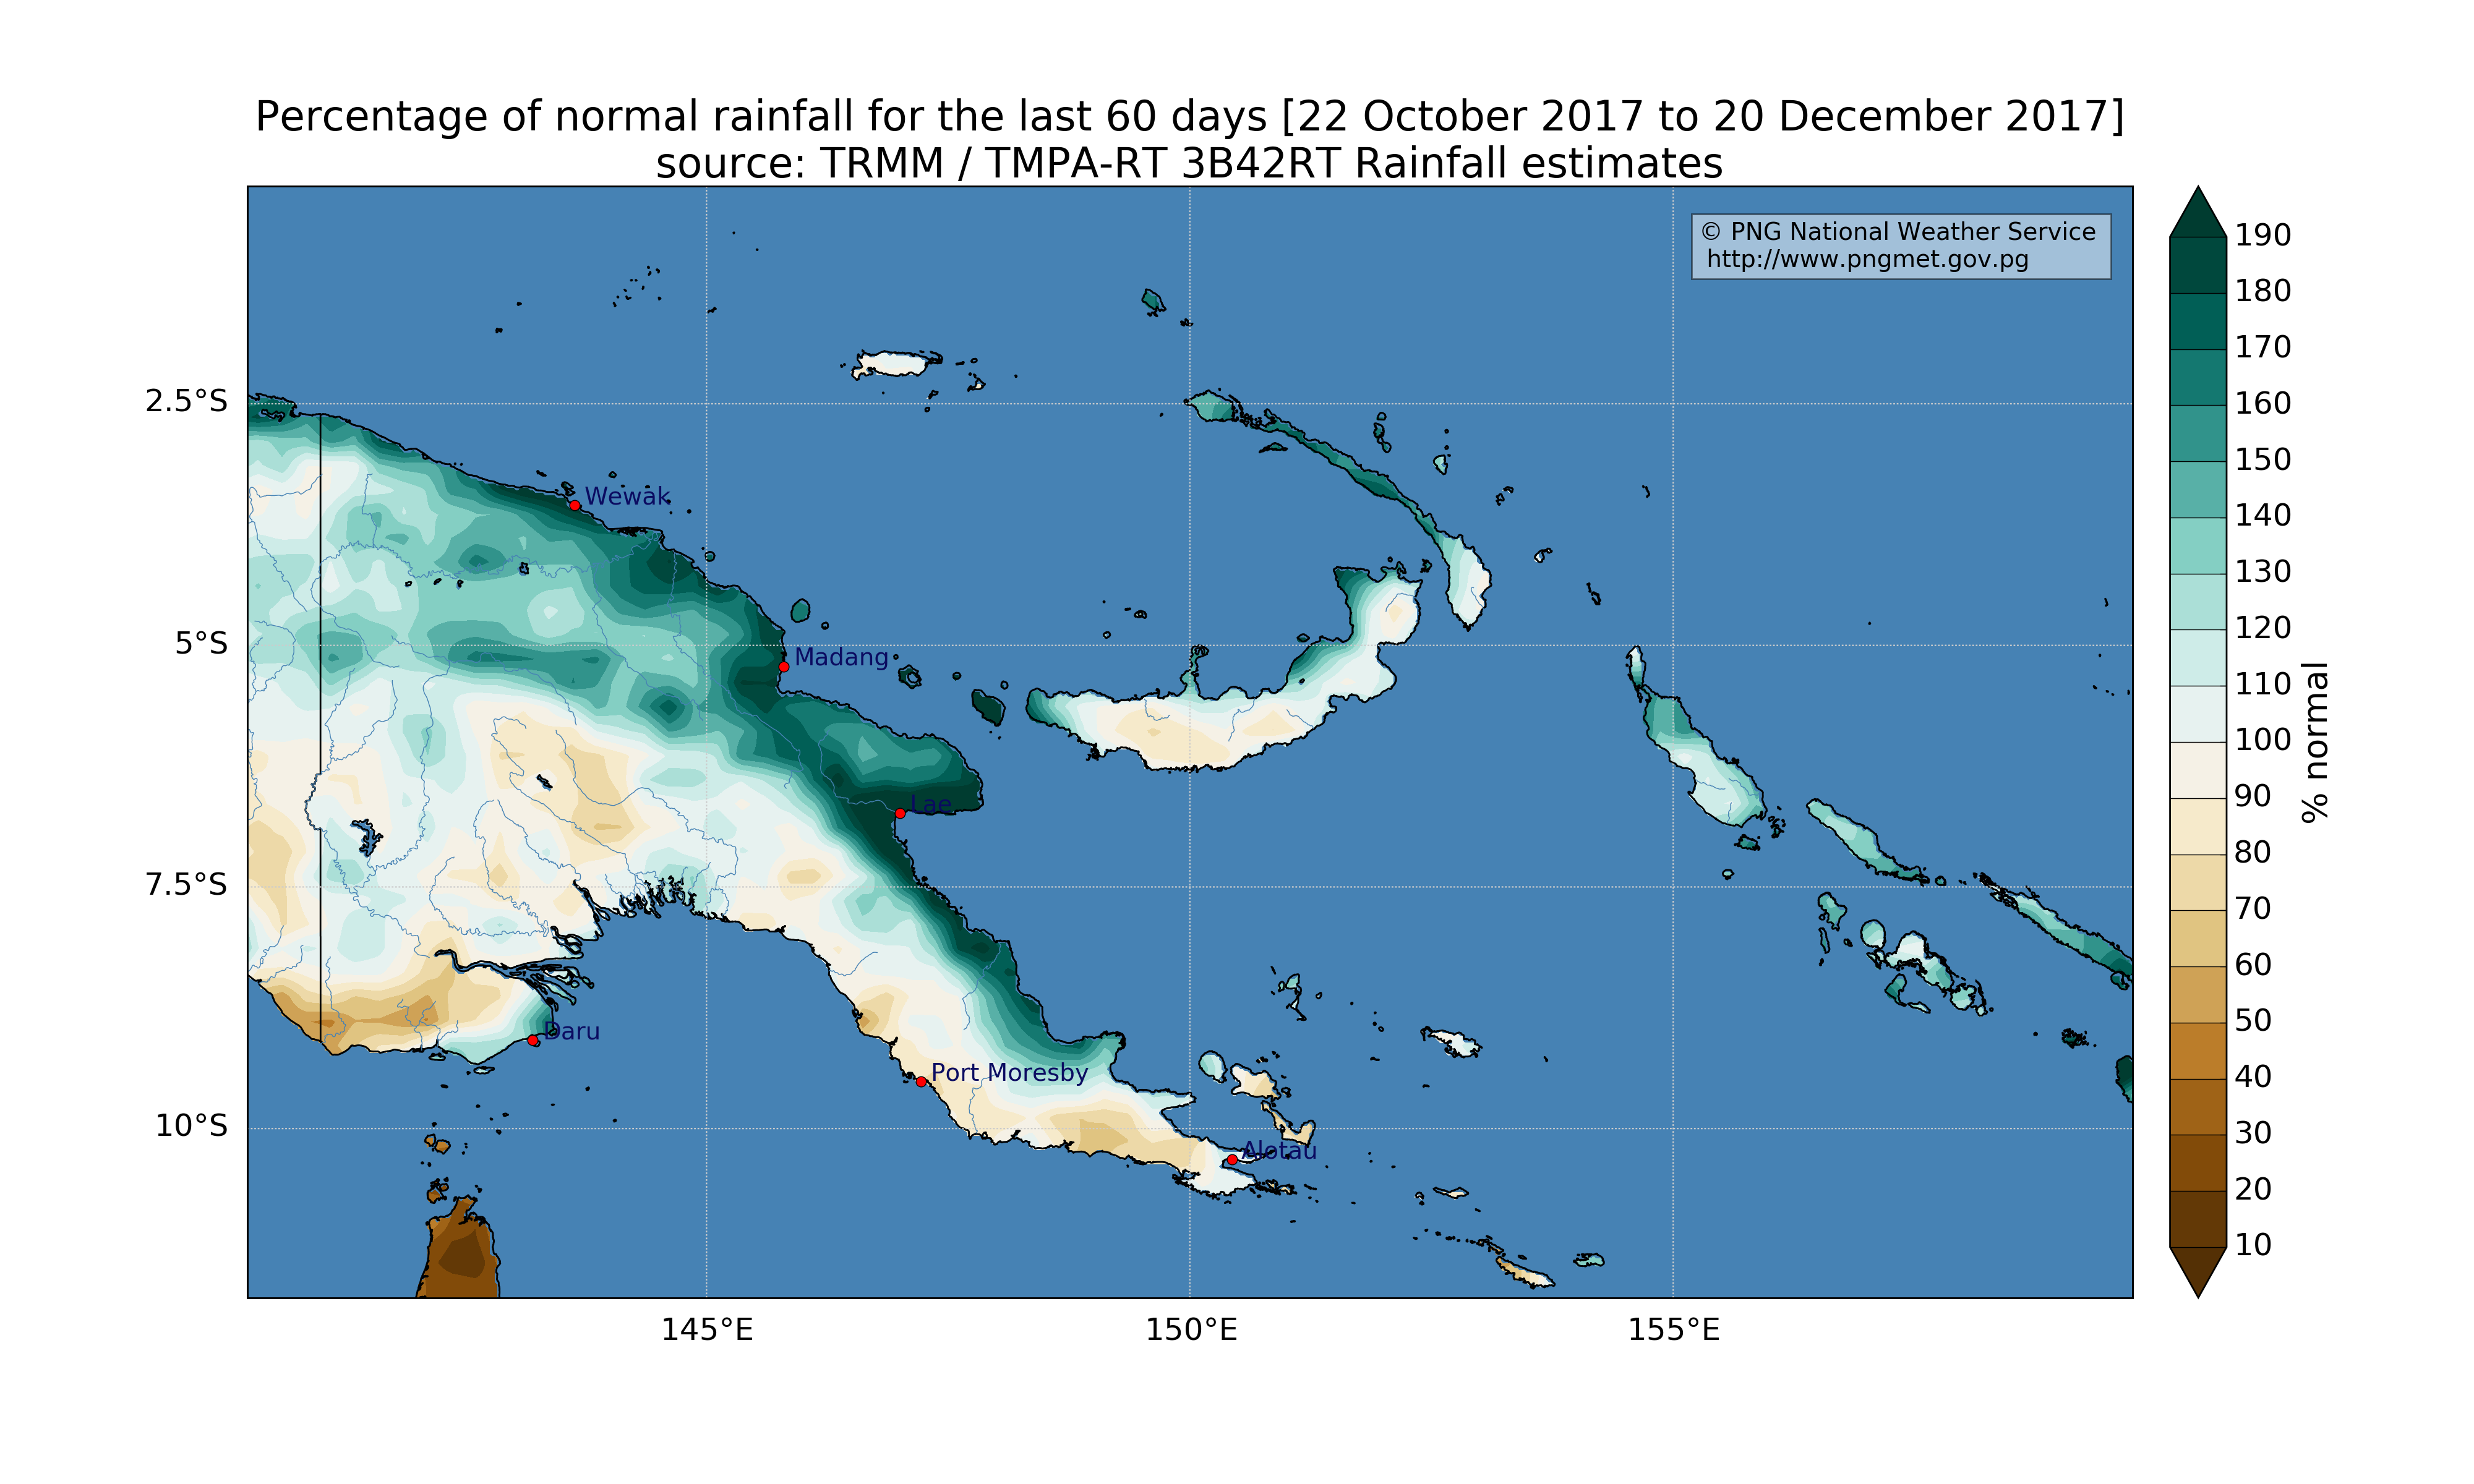 Percentage of normal rainfall for the last 60 days [22 October 2017 to 20 December 2017]
source: TRMM / TMPA-RT 3B42RT Rainfall estimates
© PNG National Weather Service
http://www.pngmet.gov.pg
2.5°S
5°S
7.5°S
10°S
Wewak
Madang
Lae
Daru
Port Moresby
Alotau
145°E
150°E
155°E
190
180
170
160
150
140
130
120
110
100
90
80
70
60
50
40
30
20
10
% normal